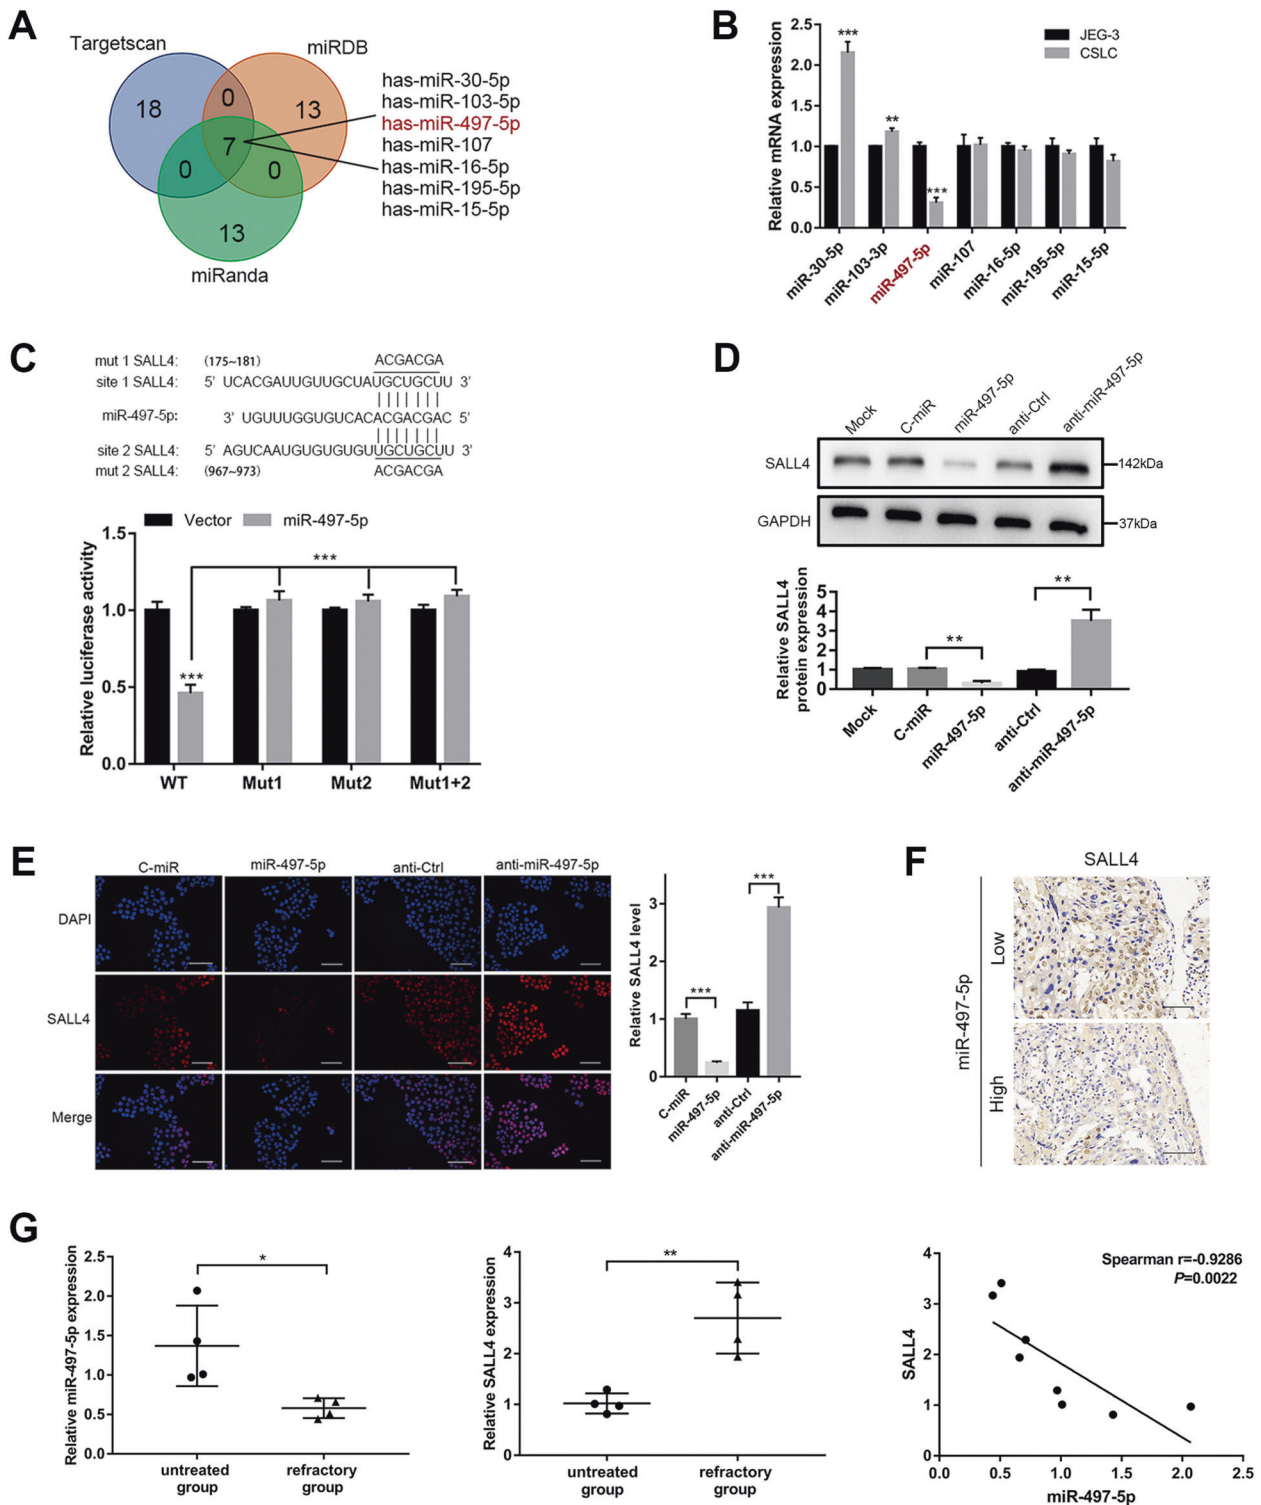 A
Targetscan
miRDB
18
0
13
7
0
0
13
miRanda
has-miR-30-5p
has-miR-103-5p
has-miR-497-5p
has-miR-107
has-miR-16-5p
has-miR-195-5p
has-miR-15-5p
B
Relative mRNA expression
2.5
2.0
1.5
1.0
0.5
0.0
***
**
***
JEG-3
CSLC
miR-30-5p
miR-103-3p
miR-497-5p
miR-107
miR-16-5p
miR-195-5p
miR-15-5p
C
mut 1 SALL4: (175~181) ACGACGA
site 1 SALL4: 5' UCACGAUUGUUGCUAUGCUGCUU 3'
miR-497-5p: 3' UGUUUGGUGUCACACGACGAC 5'
site 2 SALL4: 5' AGUCAAUGUGUGUGUUGCUGCUU 3'
mut 2 SALL4: (967~973) ACGACGA
Vector miR-497-5p
Relative luciferase activity
1.5
1.0
0.5
0.0
***
***
WT Mut1 Mut2 Mut1+2
D
Mock C-miR miR-497-5p anti-Ctrl anti-miR-497-5p
SALL4 142kDa
GAPDH 37kDa
Relative SALL4
protein expression
5
4
3
2
1
0
**
**
Mock C-miR miR-497-5p anti-Ctrl anti-miR-497-5p
E
C-miR miR-497-5p anti-Ctrl anti-miR-497-5p
DAPI
SALL4
Merge
Relative SALL4 level
3
2
1
0
***
***
C-miR
miR-497-5p
anti-Ctrl
anti-miR-497-5p
F
SALL4
miR-497-5p
Low
High
G
Relative miR-497-5p expression
2.5
2.0
1.5
1.0
0.5
0.0
*
untreated
group
refractory
group
Relative SALL4 expression
4
3
2
1
0
**
untreated
group
refractory
group
SALL4
4
3
2
1
0
Spearman r=-0.9286
P=0.0022
0.0 0.5 1.0 1.5 2.0 2.5
miR-497-5p